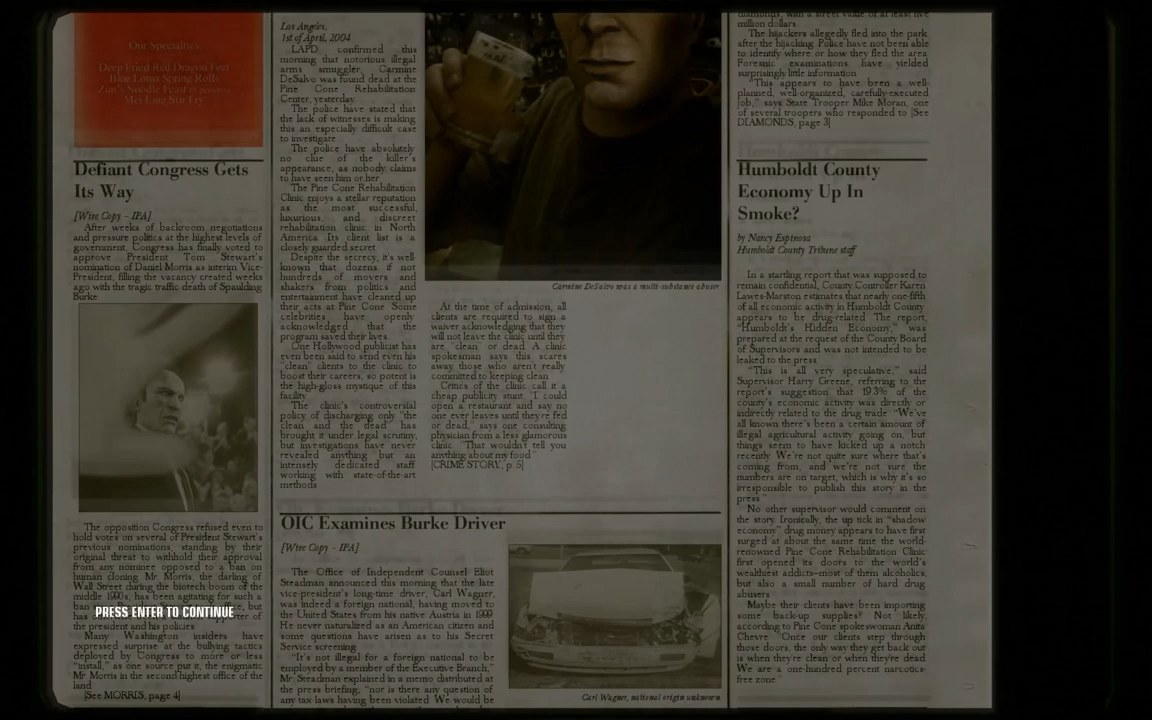 Our Specialties
Deep Fried Red Dragon Feet
Blue Lotus Spring Rolls
Zun's Noodle Feast
Mei Ling Stir Fry
Defiant Congress Gets
Its Way
[Wire Copy - IPA]
After weeks of backroom negotiations
and pressure politics at the highest levels of
government, Congress has finally voted to
approve President Tom Stewart's
nomination of Daniel Morris as interim Vice-
President, filling the vacancy created weeks
ago with the tragic traffic death of Spaulding
Burke
The opposition Congress refused even to
hold votes on several of President Stewart's
previous nominations standing by their
original threat to withhold their approval
from any nominee opposed to a ban on
human cloning. Mr. Morris, the darling of
Wall Street during the biotech boom of the
middle 1990s, has been agitating for such a
ban
PRESS ENTER TO CONTINUE
the president and his policies
Many Washington insiders have
expressed surprise at the bullying tactics
deployed by Congress to more or less
"install," as one source put it, the enigmatic
Mr Morris in the second-highest office of the
land
[See MORRIS, page 4]
Los Angeles,
1st of April, 2004
LAPD confirmed this
morning that notorious illegal
arms smuggler, Carmine
DeSalvo was found dead at the
Pine Cone Rehabilitation
Center, yesterday.
The police have stated that
the lack of witnesses is making
this an especially difficult case
to investigate.
The police have absolutely
no clue of the killer's
appearance, as nobody claims
to have seen him or her
The Pine Cone Rehabilitation
Clinic enjoys a stellar reputation
as the most successful,
luxurious, and discreet
rehabilitation clinic in North
America. Its client list is a
closely guarded secret
Despite the secrecy, it's well-
known that dozens if not
hundreds of movers and
shakers from politics and
entertainment have cleaned up
their acts at Pine Cone. Some
celebrities have openly
acknowledged that the
program saved their lives.
One Hollywood publicist has
even been said to send even his
"clean" clients to the clinic to
boost their careers, so potent is
the high-gloss mystique of this
facility
The clinic's controversial
policy of discharging only "the
clean and the dead" has
brought it under legal scrutiny,
but investigations have never
revealed anything but an
intensely dedicated staff
working with state-of-the-art
methods
Carmine DeSalvo was a multi-substance abuser
At the time of admission, all
clients are required to sign a
waiver acknowledging that they
will not leave the clinic until they
are "clean" or dead. A clinic
spokesman says this scares
away those who aren't really
committed to keeping clean
Critics of the clinic call it a
cheap publicity stunt. "I could
open a restaurant and say no
one ever leaves until they're fed
or dead," says one consulting
physician from a less glamorous
clinic. "That wouldn't tell you
anything about my food."
[CRIME STORY, p. 5]
OIC Examines Burke Driver
[Wire Copy - IPA]
The Office of Independent Counsel Eliot
Steadman announced this morning that the late
vice-president's long-time driver, Carl Wagner,
was indeed a foreign national, having moved to
the United States from his native Austria in 1999
He never naturalized as an American citizen and
some questions have arisen as to his Secret
Service screening.
"It's not illegal for a foreign national to be
employed by a member of the Executive Branch,"
Mr Steadman explained in a memo distributed at
the press briefing, "nor is there any question of
any tax laws having been violated. We would be
Carl Wagner, national origin unknown
diamonds, with a street value of at least five
million dollars
The hijackers allegedly fled into the park
after the hijacking. Police have not been able
to identify where or how they fled the area
Forensic examinations have yielded
surprisingly little information
"This appears to have been a well-
planned, well-organized, carefully-executed
job," says State Trooper Mike Moran, one
of several troopers who responded to [See
DIAMONDS, page 3]
Humboldt County
Economy Up In
Smoke?
by Nancy Espinosa
Humboldt County Tribune staff
In a startling report that was supposed to
remain confidential, County Controller Karen
Lawes-Marston estimates that nearly one-fifth
of all economic activity in Humboldt County
appears to be drug-related. The report,
"Humboldt's Hidden Economy," was
prepared at the request of the County Board
of Supervisors and was not intended to be
leaked to the press
"This is all very speculative," said
Supervisor Harry Greene, referring to the
report's suggestion that 19.3% of the
county's economic activity was directly or
indirectly related to the drug trade. "We've
all known there's been a certain amount of
illegal agricultural activity going on, but
things seem to have kicked up a notch
recently. We're not quite sure where that's
coming from, and we're not sure the
numbers are on target, which is why it's so
irresponsible to publish this story in the
press"
No other supervisor would comment on
the story. Ironically, the up tick in "shadow
economy" drug money appears to have first
surged at about the same time the world-
renowned Pine Cone Rehabilitation Clinic
first opened its doors to the world's
wealthiest addicts—most of them alcoholics,
but also a small number of hard drug
abusers
Maybe their clients have been importing
some back-up supplies? Not likely,
according to Pine Cone spokeswoman Anita
Chevre. "Once our clients step through
those doors, the only way they get back out
is when they're clean or when they're dead.
We are a one-hundred percent narcotics-
free zone."